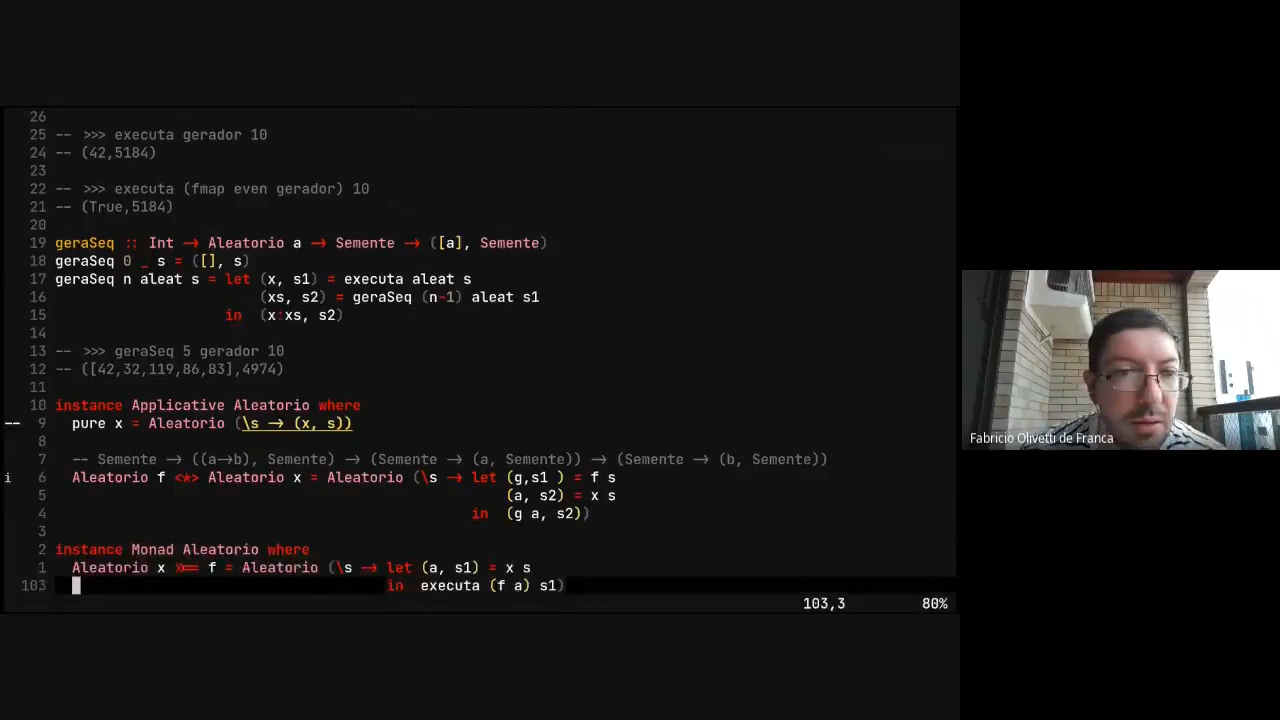 26
25 -- >>> executa gerador 10
24 -- (42,5184)
23
22 -- >>> executa (fmap even gerador) 10
21 -- (True,5184)
20
19 geraSeq :: Int → Aleatorio a → Semente → ([a], Semente)
18 geraSeq 0 _ s = ([], s)
17 geraSeq n aleat s = let (x, s1) = executa aleat s
16 (xs, s2) = geraSeq (n-1) aleat s1
15 in (x:xs, s2)
14
13 -- >>> geraSeq 5 gerador 10
12 -- ([42,32,119,86,83],4974)
11
10 instance Applicative Aleatorio where
-- 9 pure x = Aleatorio (\s → (x, s))
8
7 -- Semente → ((a→b), Semente) → (Semente → (a, Semente)) → (Semente → (b, Semente))
i 6 Aleatorio f <*> Aleatorio x = Aleatorio (\s → let (g,s1 ) = f s
5 (a, s2) = x s
4 in (g a, s2))
3
2 instance Monad Aleatorio where
1 Aleatorio x >>= f = Aleatorio (\s → let (a, s1) = x s
103 in executa (f a) s1)
103,3 80%
Fabricio Olivetti de Franca